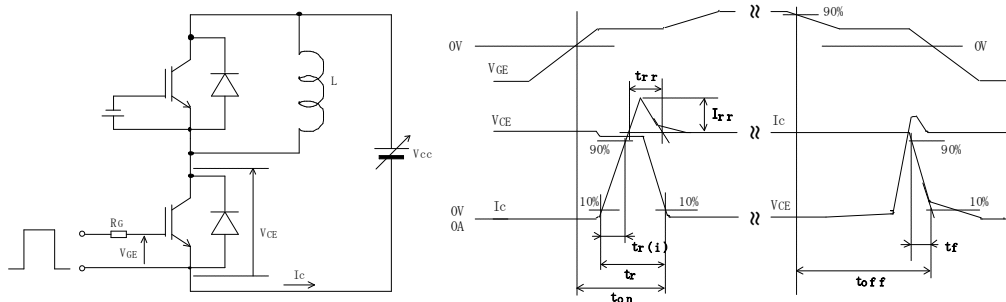 L
Vcc
RG
VGE
VCE
Ic
0V
VGE
trr
Irr
VCE
90%
Ic
0V
0A
10%
10%
tr(i)
tr
ton
90%
0V
Ic
90%
VCE
10%
tf
toff